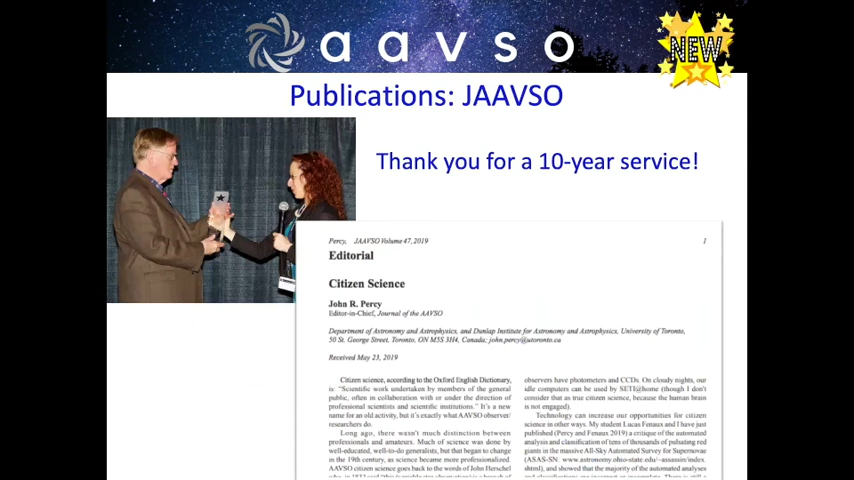 aavso
NEW
Publications: JAAVSO
Thank you for a 10-year service!
Percy, JAAVSO Volume 47, 2019
1
Editorial
Citizen Science
John R. Percy
Editor-in-Chief, Journal of the AAVSO
Department of Astronomy and Astrophysics, and Dunlap Institute for Astronomy and Astrophysics, University of Toronto,
50 St. George Street, Toronto, ON M5S 3H4, Canada; john.percy@utoronto.ca
Received May 23, 2019
Citizen science, according to the Oxford English Dictionary,
is: “Scientific work undertaken by members of the general
public, often in collaboration with or under the direction of
professional scientists and scientific institutions.” It's a new
name for an old activity, but it's exactly what AAVSO observer/
researchers do.
Long ago, there wasn't much distinction between
professionals and amateurs. Much of science was done by
well-educated, well-to-do generalists, but that began to change
in the 19th century, as science became more professionalized.
AAVSO citizen science goes back to the words of John Herschel
observers have photometers and CCDs. On cloudy nights, our
idle computers can be used by SETI@home (though I don't
consider that as true citizen science, because the human brain
is not engaged).
Technology can increase our opportunities for citizen
science in other ways. My student Lucas Fenaux and I have just
published (Percy and Fenaux 2019) a critique of the automated
analysis and classification of tens of thousands of pulsating red
giants in the massive All-Sky Automated Survey for Supernovae
(ASAS-SN www.astronomy.ohio-state.edu/~assassin/index.
shtml), and showed that the majority of the automated analyses